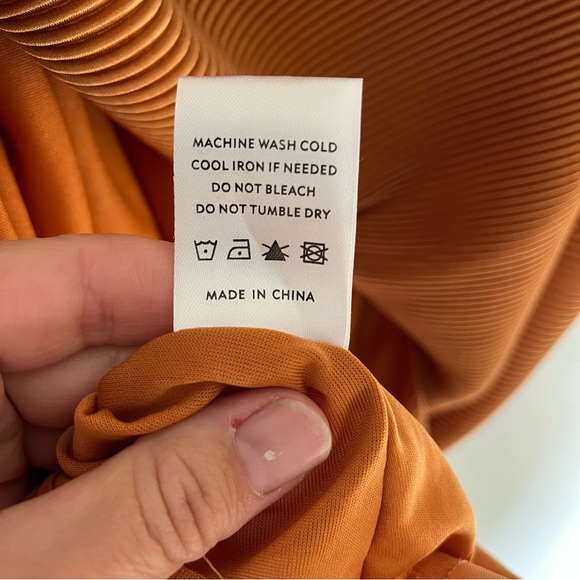 MACHINE WASH COLD
COOL IRON IF NEEDED
DO NOT BLEACH
DO NOT TUMBLE DRY
MADE IN CHINA